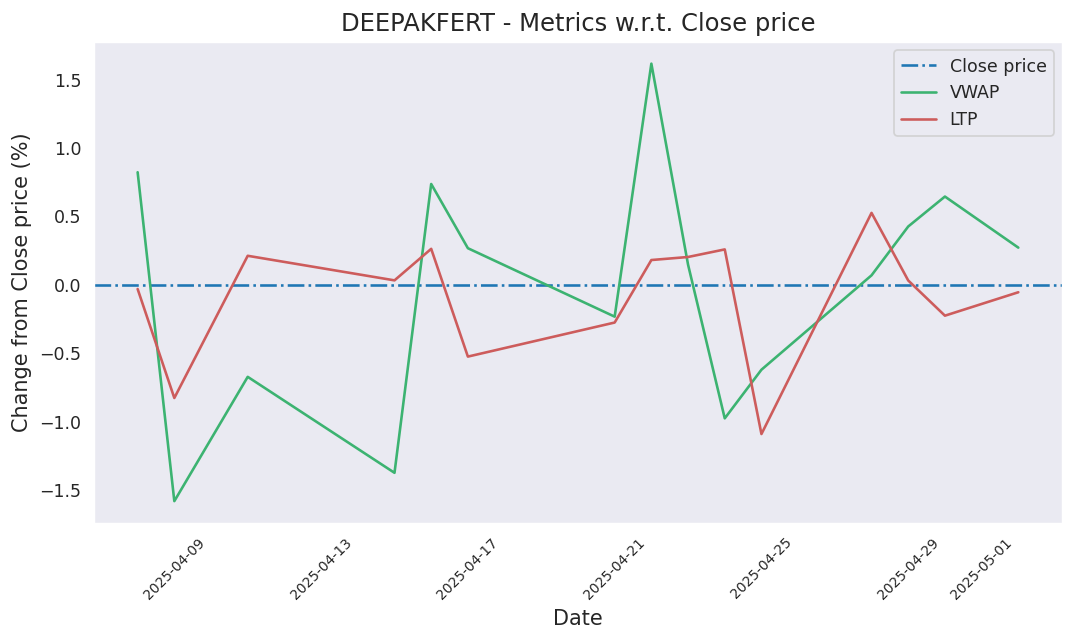 DEEPAKFERT - Metrics w.r.t. Close price
Close price
VWAP
LTP
Change from Close price (%)
1.5
1.0
0.5
0.0
−0.5
−1.0
−1.5
2025-04-09
2025-04-13
2025-04-17
2025-04-21
2025-04-25
2025-04-29
2025-05-01
Date